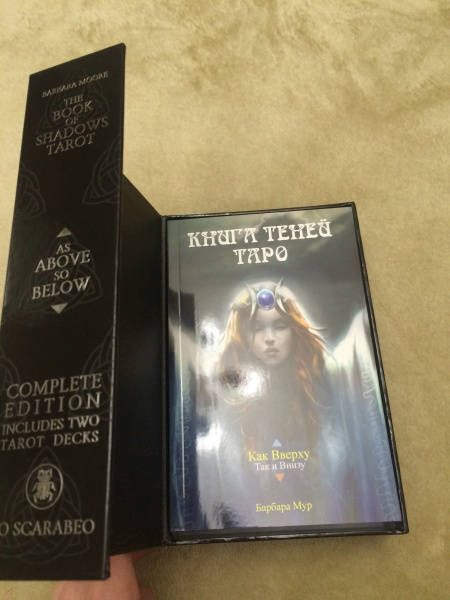 BARBARA MOORE
THE
BOOK
OF
SHADOWS
TAROT
AS
ABOVE
SO
BELOW
COMPLETE
EDITION
INCLUDES TWO
TAROT DECKS
O SCARABEO
КНИГА ТЕНЕЙ
ТАРО
Как Вверху
Так и Внизу
Барбара Мур